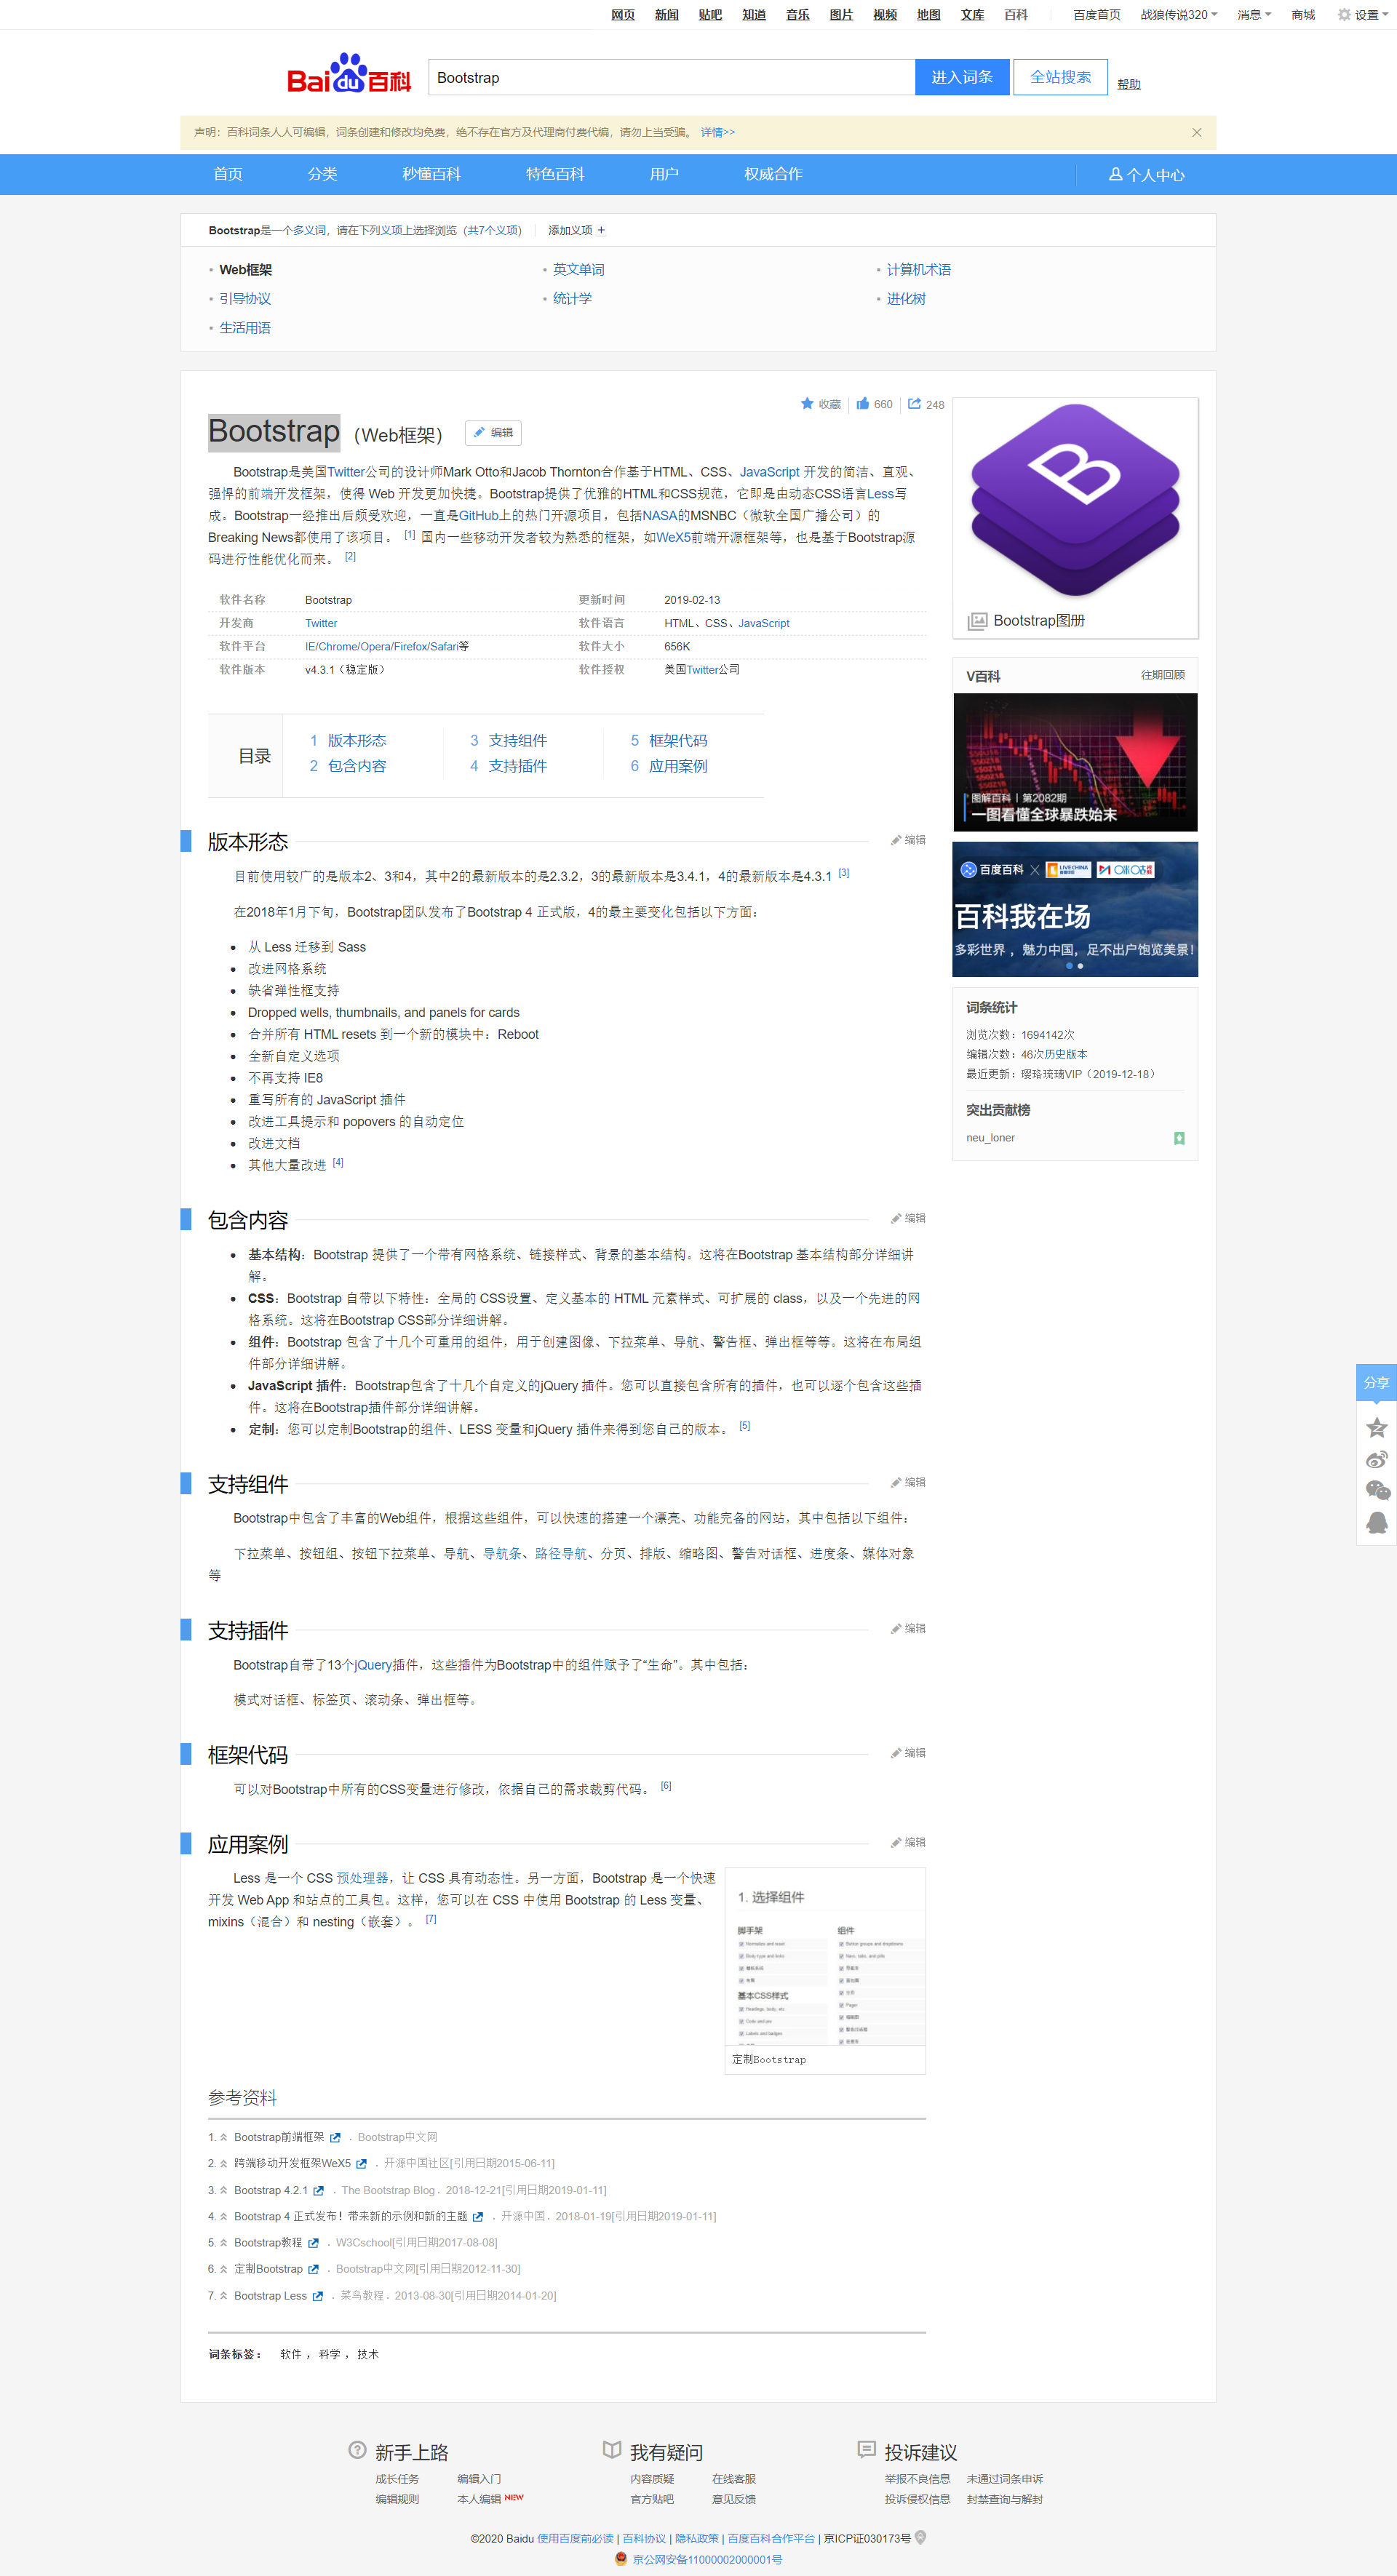 网页 新闻 贴吧 知道 音乐 图片 视频 地图 文库 百科 百度首页 战狼传说320 消息 商城 设置
Bai du 百科
Bootstrap
进入词条 全站搜索 帮助
声明：百科词条人人可编辑，词条创建和修改均免费，绝不存在官方及代理商付费代编，请勿上当受骗。 详情>>
首页 分类 秒懂百科 特色百科 用户 权威合作 个人中心
Bootstrap是一个多义词，请在下列义项上选择浏览（共7个义项） 添加义项 +
Web框架 英文单词 计算机术语
引导协议 统计学 进化树
生活用语
收藏 660 248
Bootstrap （Web框架） 编辑
Bootstrap是美国Twitter公司的设计师Mark Otto和Jacob Thornton合作基于HTML、CSS、JavaScript 开发的简洁、直观、
强悍的前端开发框架，使得 Web 开发更加快捷。Bootstrap提供了优雅的HTML和CSS规范，它即是由动态CSS语言Less写
成。Bootstrap一经推出后颇受欢迎，一直是GitHub上的热门开源项目，包括NASA的MSNBC（微软全国广播公司）的
Breaking News都使用了该项目。 [1] 国内一些移动开发者较为熟悉的框架，如WeX5前端开源框架等，也是基于Bootstrap源
码进行性能优化而来。 [2]
软件名称 Bootstrap 更新时间 2019-02-13
开发商 Twitter 软件语言 HTML、CSS、JavaScript
软件平台 IE/Chrome/Opera/Firefox/Safari等 软件大小 656K
软件版本 v4.3.1（稳定版） 软件授权 美国Twitter公司
目录
1 版本形态 3 支持组件 5 框架代码
2 包含内容 4 支持插件 6 应用案例
版本形态 编辑
目前使用较广的是版本2、3和4，其中2的最新版本的是2.3.2，3的最新版本是3.4.1，4的最新版本是4.3.1 [3]
在2018年1月下旬，Bootstrap团队发布了Bootstrap 4 正式版，4的最主要变化包括以下方面：
从 Less 迁移到 Sass
改进网格系统
缺省弹性框支持
Dropped wells, thumbnails, and panels for cards
合并所有 HTML resets 到一个新的模块中：Reboot
全新自定义选项
不再支持 IE8
重写所有的 JavaScript 插件
改进工具提示和 popovers 的自动定位
改进文档
其他大量改进 [4]
包含内容 编辑
基本结构：Bootstrap 提供了一个带有网格系统、链接样式、背景的基本结构。这将在Bootstrap 基本结构部分详细讲
解。
CSS：Bootstrap 自带以下特性：全局的 CSS设置、定义基本的 HTML 元素样式、可扩展的 class，以及一个先进的网
格系统。这将在Bootstrap CSS部分详细讲解。
组件：Bootstrap 包含了十几个可重用的组件，用于创建图像、下拉菜单、导航、警告框、弹出框等等。这将在布局组
件部分详细讲解。
JavaScript 插件：Bootstrap包含了十几个自定义的jQuery 插件。您可以直接包含所有的插件，也可以逐个包含这些插
件。这将在Bootstrap插件部分详细讲解。
定制：您可以定制Bootstrap的组件、LESS 变量和jQuery 插件来得到您自己的版本。 [5]
支持组件 编辑
Bootstrap中包含了丰富的Web组件，根据这些组件，可以快速的搭建一个漂亮、功能完备的网站，其中包括以下组件：
下拉菜单、按钮组、按钮下拉菜单、导航、导航条、路径导航、分页、排版、缩略图、警告对话框、进度条、媒体对象
等
支持插件 编辑
Bootstrap自带了13个jQuery插件，这些插件为Bootstrap中的组件赋予了“生命”。其中包括：
模式对话框、标签页、滚动条、弹出框等。
框架代码 编辑
可以对Bootstrap中所有的CSS变量进行修改，依据自己的需求裁剪代码。 [6]
应用案例 编辑
Less 是一个 CSS 预处理器，让 CSS 具有动态性。另一方面，Bootstrap 是一个快速
开发 Web App 和站点的工具包。这样，您可以在 CSS 中使用 Bootstrap 的 Less 变量、
mixins（混合）和 nesting（嵌套）。 [7]
1. 选择组件
脚手架 组件
基本CSS样式
定制Bootstrap
参考资料
1. Bootstrap前端框架 ．Bootstrap中文网
2. 跨端移动开发框架WeX5 ．开源中国社区[引用日期2015-06-11]
3. Bootstrap 4.2.1 ．The Bootstrap Blog．2018-12-21[引用日期2019-01-11]
4. Bootstrap 4 正式发布！带来新的示例和新的主题 ．开源中国．2018-01-19[引用日期2019-01-11]
5. Bootstrap教程 ．W3Cschool[引用日期2017-08-08]
6. 定制Bootstrap ．Bootstrap中文网[引用日期2012-11-30]
7. Bootstrap Less ．菜鸟教程．2013-08-30[引用日期2014-01-20]
词条标签： 软件 ，科学 ，技术
B
Bootstrap图册
V百科 往期回顾
图解百科 | 第2082期
一图看懂全球暴跌始末
百度百科 X LIVECHINA 咪咕
百科我在场
多彩世界 ，魅力中国，足不出户饱览美景！
词条统计
浏览次数：1694142次
编辑次数：46次历史版本
最近更新：璎珞琉璃VIP（2019-12-18）
突出贡献榜
neu_loner
分享
新手上路 我有疑问 投诉建议
成长任务 编辑入门 内容质疑 在线客服 举报不良信息 未通过词条申诉
编辑规则 本人编辑 NEW 官方贴吧 意见反馈 投诉侵权信息 封禁查询与解封
©2020 Baidu 使用百度前必读 | 百科协议 | 隐私政策 | 百度百科合作平台 | 京ICP证030173号
京公网安备11000002000001号